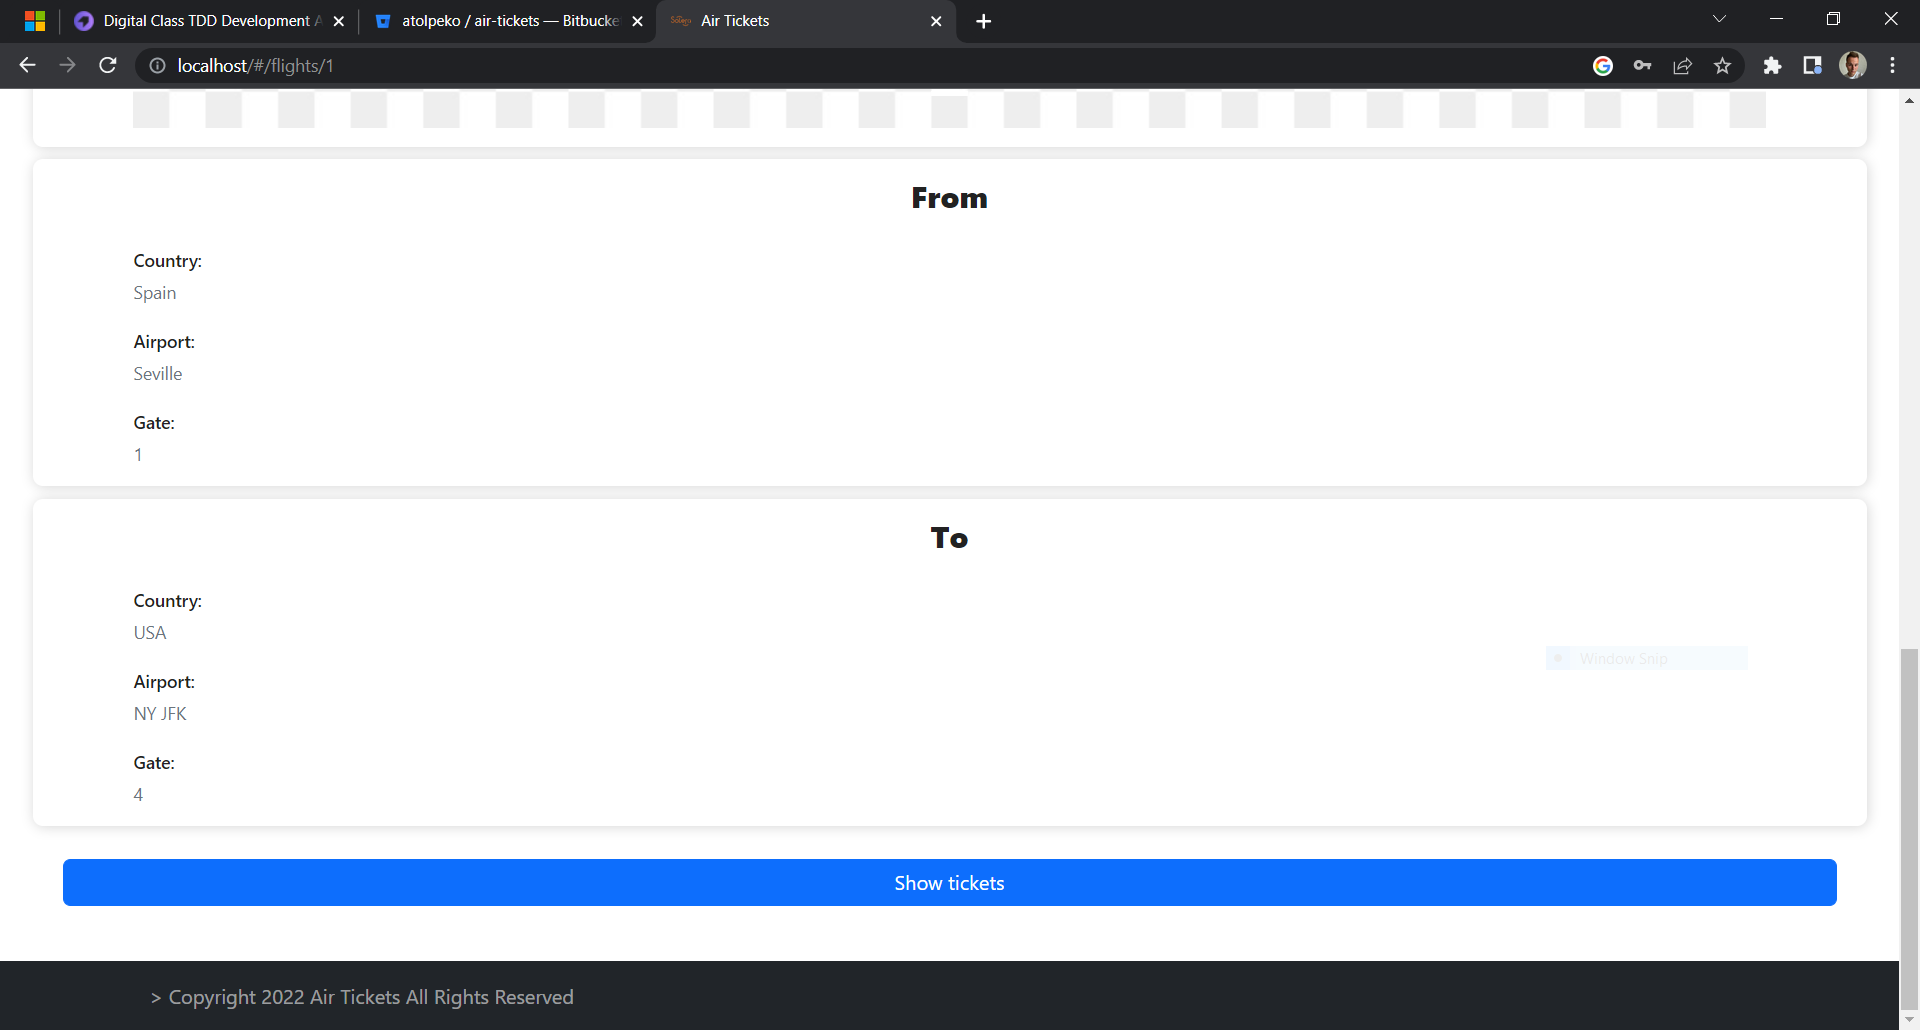 Digital Class TDD Development A
atolpeko / air-tickets — Bitbucke
Air Tickets
localhost/#/flights/1
From
Country:
Spain
Airport:
Seville
Gate:
1
To
Country:
USA
Window Snip
Airport:
NY JFK
Gate:
4
Show tickets
> Copyright 2022 Air Tickets All Rights Reserved